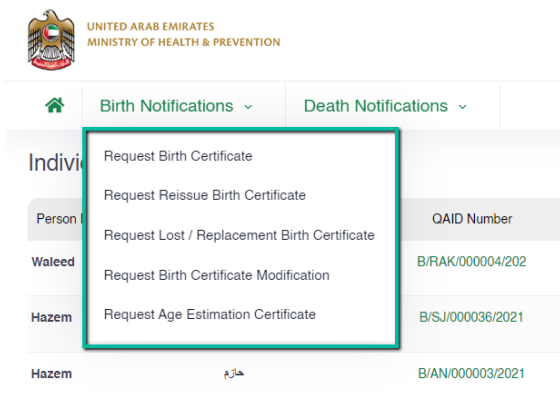 UNITED ARAB EMIRATES
MINISTRY OF HEALTH & PREVENTION
Birth Notifications
Death Notifications
Request Birth Certificate
Request Reissue Birth Certificate
Request Lost / Replacement Birth Certificate
Request Birth Certificate Modification
Request Age Estimation Certificate
Person QAID Number
Waleed B/RAK/000004/202
Hazem B/SJ/000036/2021
Hazem حازم B/AN/000003/2021